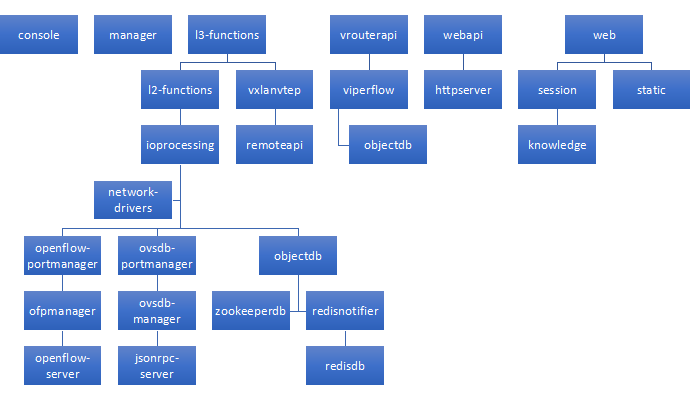 console
manager
l3-functions
vrouterapi
webapi
web
l2-functions
vxlanvtep
viperflow
httpserver
session
static
ioprocessing
remoteapi
objectdb
knowledge
network-
drivers
openflow-
portmanager
ovsdb-
portmanager
objectdb
ofpmanager
ovsdb-
manager
zookeeperdb
redisnotifier
openflow-
server
jsonrpc-
server
redisdb